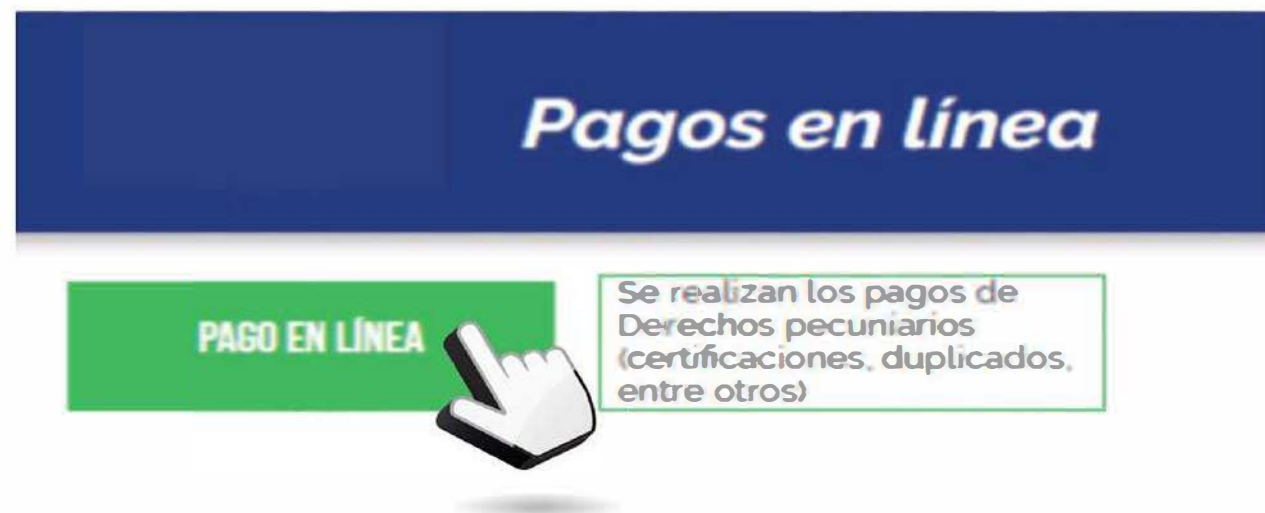 Pagos en línea
PAGO EN LÍNEA
Se realizan los pagos de
Derechos pecuniarios
(certificaciones, duplicados,
entre otros)